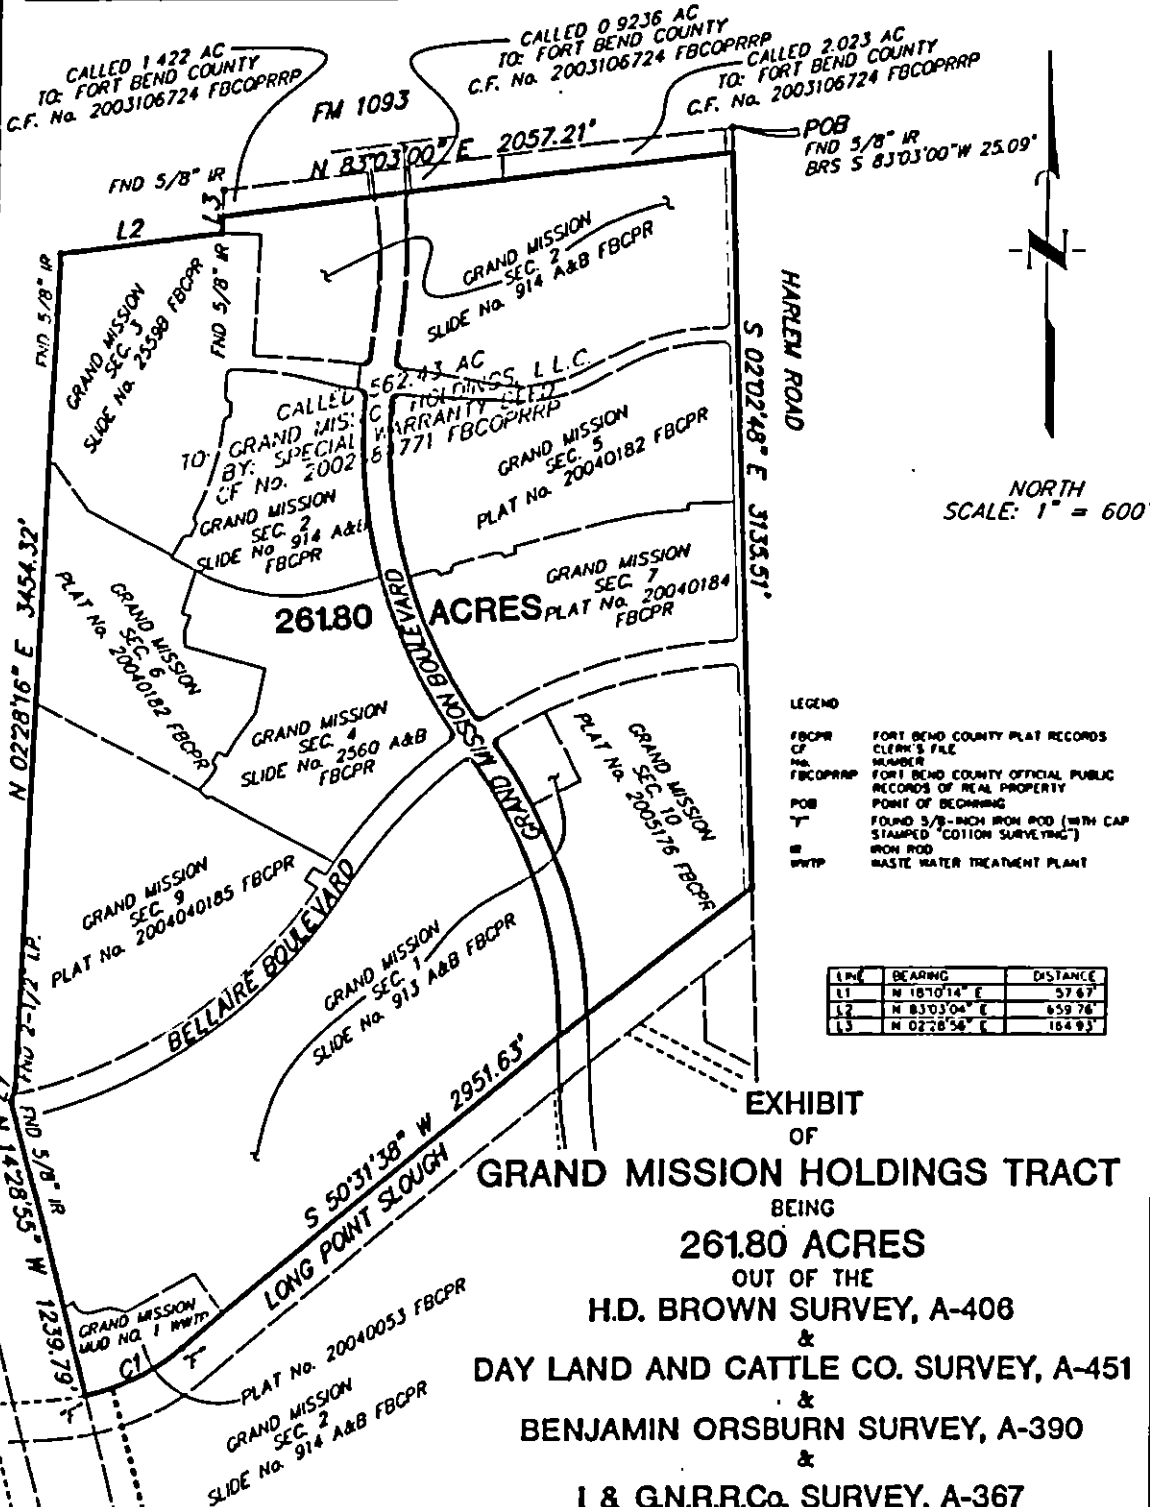 CALLED 1.422 AC
TO: FORT BEND COUNTY
C.F. No. 2003106724 FBCOPRRP
CALLED 0.9236 AC
TO: FORT BEND COUNTY
C.F. No. 2003106724 FBCOPRRP
CALLED 2.023 AC
TO: FORT BEND COUNTY
C.F. No. 2003106724 FBCOPRRP
FM 1093
N 83°03'00" E 2057.21'
POB
FND 5/8" IR
BRS S 83°03'00"W 25.09'
FND 5/8" IR
L3
L2
FND 5/8" IR
FND 5/8" IR
GRAND MISSION
SEC. 3
SLIDE No. 2559B FBCPR
GRAND MISSION
SEC. 2
SLIDE No. 914 A&B FBCPR
HARLEM ROAD
S 02°02'48" E 3135.51'
N
NORTH
SCALE: 1" = 600'
CALLED 562.43 AC
TO: GRAND MISSION HOLDINGS, L.L.C.
BY: SPECIAL WARRANTY DEED
CF No. 2002 771 FBCOPRRP
GRAND MISSION
SEC. 5
PLAT No. 20040182 FBCPR
GRAND MISSION
SEC. 2
SLIDE No. 914 A&B
FBCPR
GRAND MISSION
SEC. 7
PLAT No. 20040184
FBCPR
261.80 ACRES
N 02°28'16" E 3454.32'
GRAND MISSION
SEC. 6
PLAT No. 20040182 FBCPR
GRAND MISSION BOULEVARD
GRAND MISSION
SEC. 4
SLIDE No. 2560 A&B
FBCPR
GRAND MISSION
SEC. 10
PLAT No. 2005176 FBCPR
GRAND
LEGEND
FBCPR FORT BEND COUNTY PLAT RECORDS
CF CLERK'S FILE
No. NUMBER
FBCOPRRP FORT BEND COUNTY OFFICIAL PUBLIC
RECORDS OF REAL PROPERTY
POB POINT OF BEGINNING
"F" FOUND 5/8-INCH IRON ROD (WITH CAP
STAMPED "COTTON SURVEYING")
IR IRON ROD
WWTP WASTE WATER TREATMENT PLANT
GRAND MISSION
SEC. 9
PLAT No. 2004040185 FBCPR
BELLAIRE BOULEVARD
GRAND MISSION
SEC. 1
SLIDE No. 913 A&B FBCPR
FND 2-1/2" I.P.
LINE BEARING DISTANCE
L1 N 18°10'14" E 57.67'
L2 N 83°03'04" E 659.76'
L3 N 02°28'56" E 164.93'
FND 5/8" IR
N 14°28'55" W 1239.79'
S 50°31'38" W 2951.63'
LONG POINT SLOUGH
GRAND MISSION
MUD NO. 1 WWTP
C1
"F"
"F"
PLAT No. 20040053 FBCPR
GRAND MISSION
SEC. 2
SLIDE No. 914 A&B FBCPR
EXHIBIT
OF
GRAND MISSION HOLDINGS TRACT
BEING
261.80 ACRES
OUT OF THE
H.D. BROWN SURVEY, A-406
&
DAY LAND AND CATTLE CO. SURVEY, A-451
&
BENJAMIN ORSBURN SURVEY, A-390
&
I & G.N.R.R.Co. SURVEY, A-367